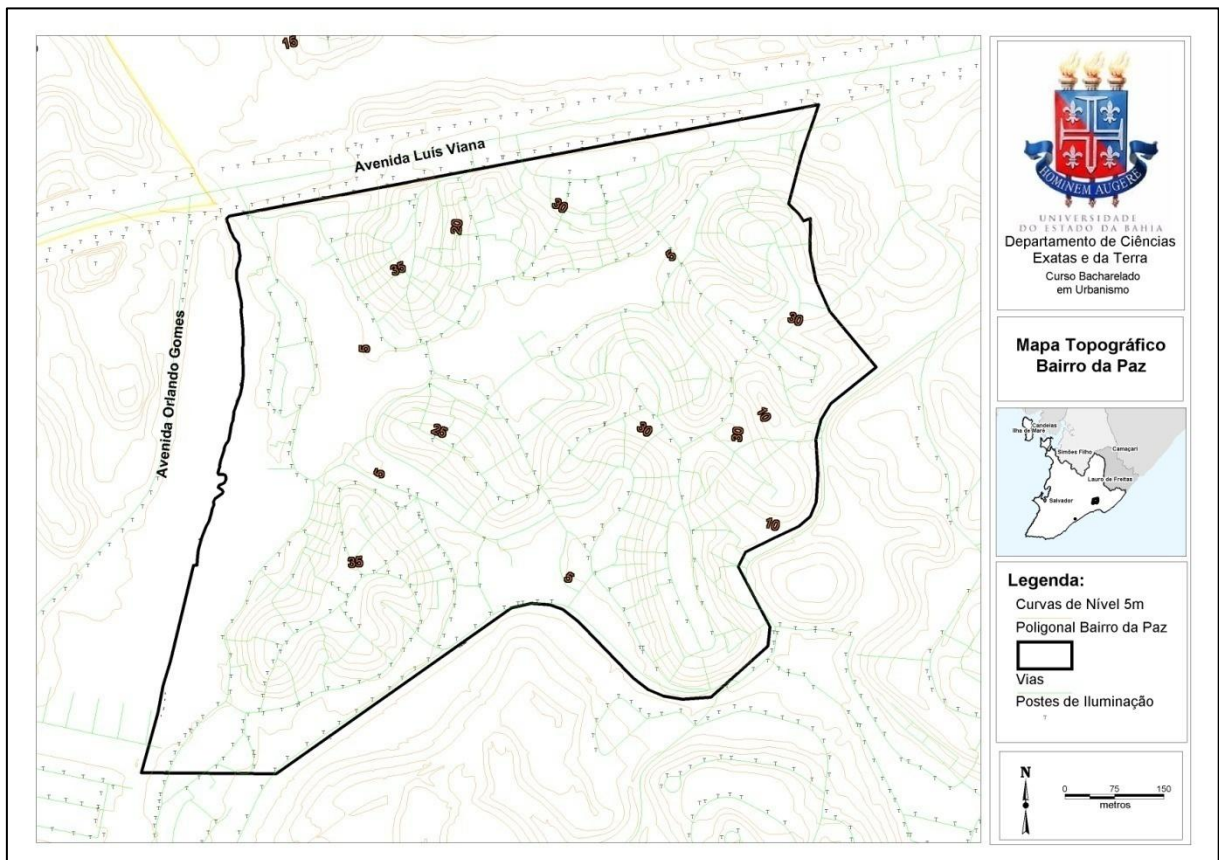 15
Avenida Luis Viana
30
20
5
35
30
5
Avenida Orlando Gomes
10
25
30
30
5
10
35
5
HOMINEM AUGERE
UNIVERSIDADE
DO ESTADO DA BAHIA
Departamento de Ciências
Exatas e da Terra
Curso Bacharelado
em Urbanismo
Mapa Topográfico
Bairro da Paz
Candeias
Ilha de Maré
Simões Filho
Camaçari
Lauro de Freitas
Salvador
Legenda:
Curvas de Nível 5m
Poligonal Bairro da Paz
Vias
Postes de Iluminação
N
0 75 150
metros